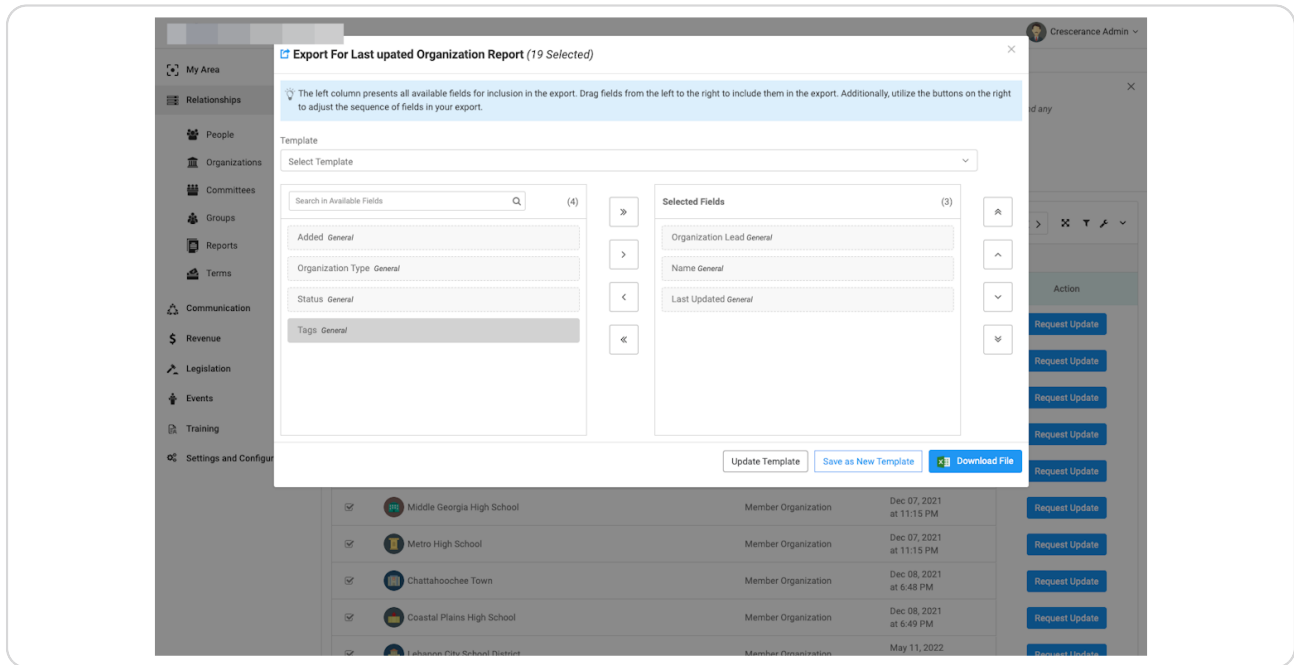 Crescerance Admin
Export For Last upated Organization Report (19 Selected)
My Area
The left column presents all available fields for inclusion in the export. Drag fields from the left to the right to include them in the export. Additionally, utilize the buttons on the right
to adjust the sequence of fields in your export.
Relationships
nd any
People
Template
Organizations
Select Template
Committees
Search in Available Fields
(4)
Selected Fields
(3)
Groups
Added General
Organization Lead General
Reports
Organization Type General
Name General
Terms
Status General
Last Updated General
Action
Communication
Tags General
Request Update
Revenue
Request Update
Legislation
Events
Request Update
Training
Request Update
Settings and Configur
Update Template
Save as New Template
Download File
Request Update
Middle Georgia High School
Member Organization
Dec 07, 2021
at 11:15 PM
Request Update
Metro High School
Member Organization
Dec 07, 2021
at 11:15 PM
Request Update
Chattahoochee Town
Member Organization
Dec 08, 2021
at 6:48 PM
Request Update
Coastal Plains High School
Member Organization
Dec 08, 2021
at 6:49 PM
Request Update
Lebanon City School District
Member Organization
May 11, 2022
Request Update